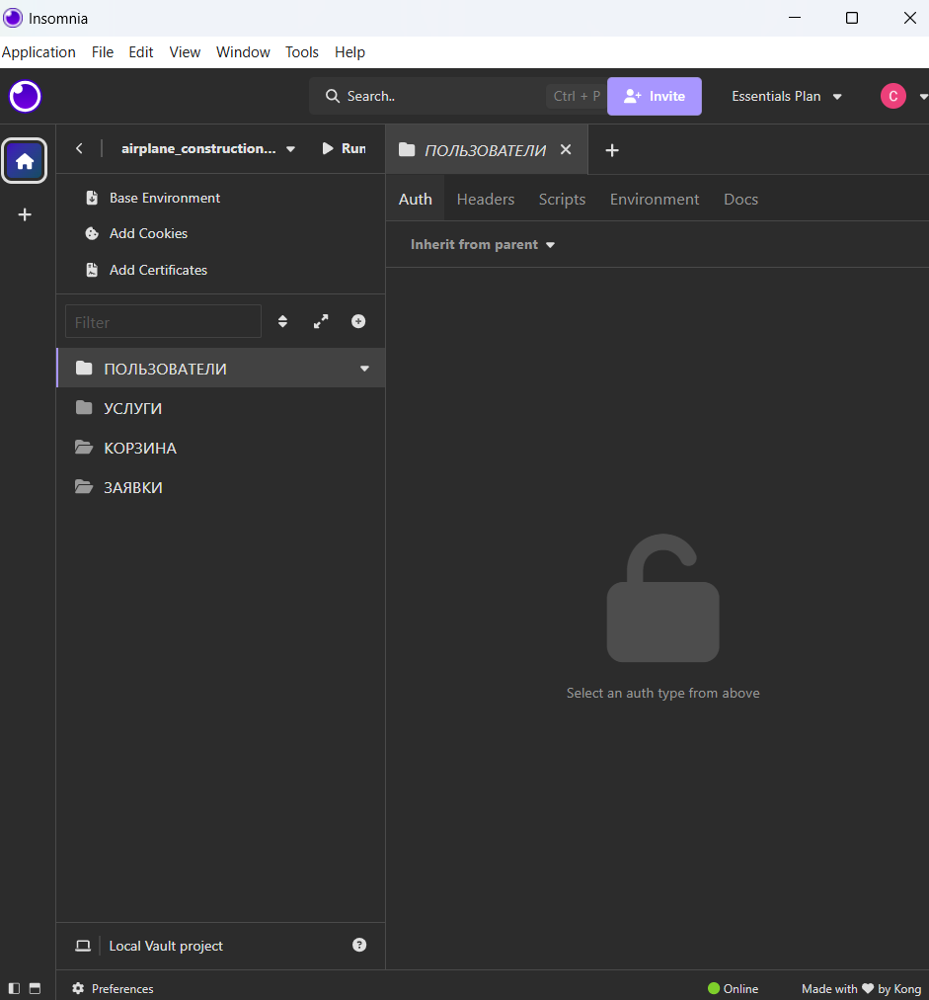 Insomnia
Application File Edit View Window Tools Help
Search.. Ctrl + P Invite Essentials Plan C
airplane_construction... Run ПОЛЬЗОВАТЕЛИ
Base Environment
Add Cookies
Add Certificates
Auth Headers Scripts Environment Docs
Inherit from parent
Filter
ПОЛЬЗОВАТЕЛИ
УСЛУГИ
КОРЗИНА
ЗАЯВКИ
Select an auth type from above
Local Vault project
Preferences Online Made with by Kong